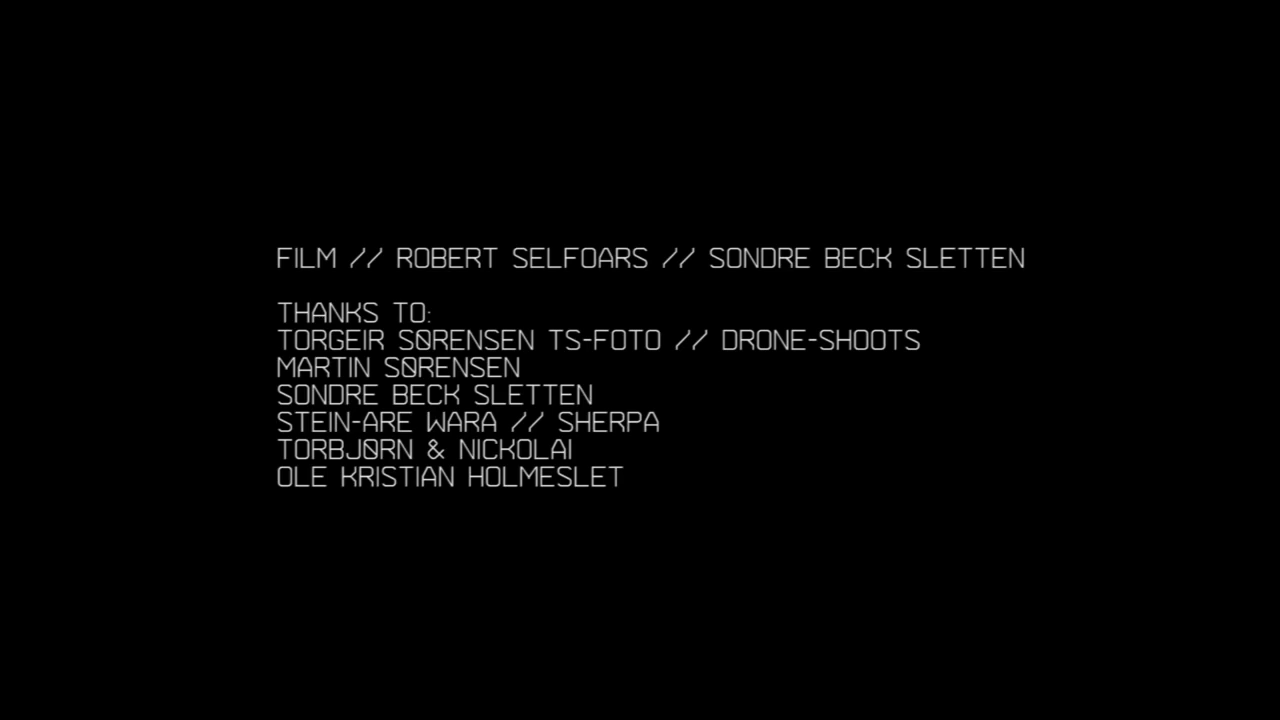 FILM // ROBERT SELFOARS // SONDRE BECK SLETTEN
THANKS TO:
TORGEIR SØRENSEN TS-FOTO // DRONE-SHOOTS
MARTIN SØRENSEN
SONDRE BECK SLETTEN
STEIN-ARE WARA // SHERPA
TORBJØRN & NICKOLAI
OLE KRISTIAN HOLMESLET